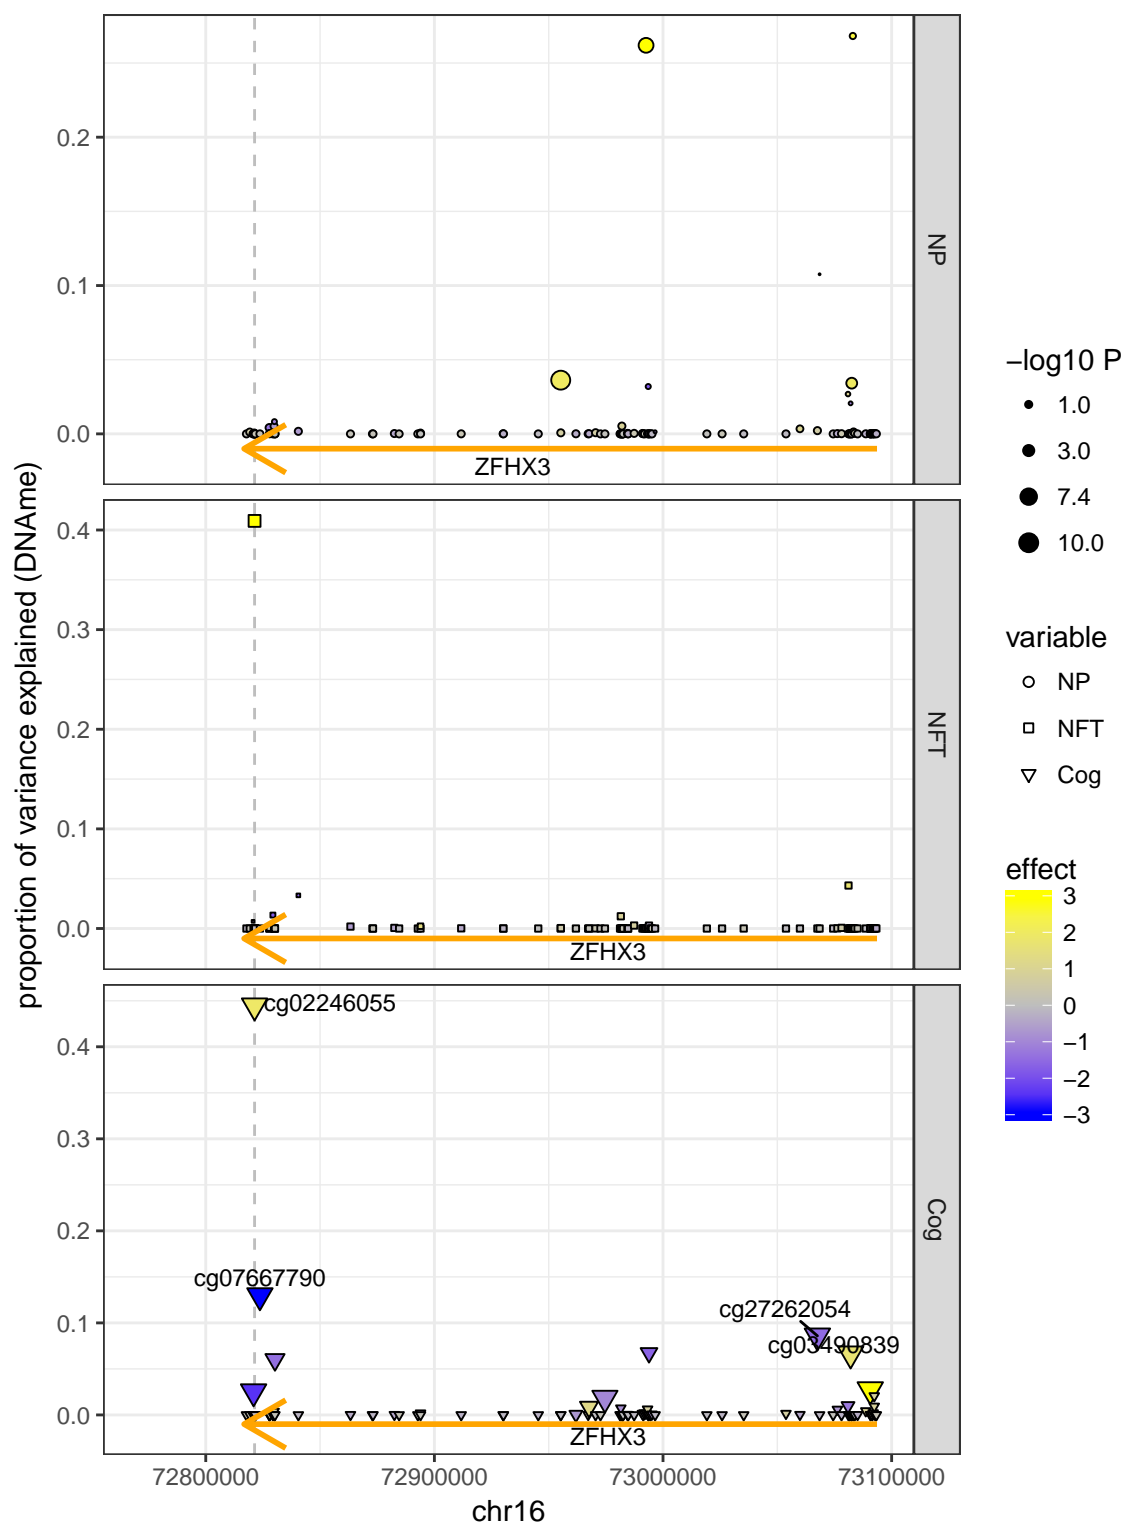 proportion of variance explained (DNAme)
0.2
0.1
0.0
ZFHX3
NP
0.4
0.3
0.2
0.1
0.0
ZFHX3
NFT
cg02246055
0.4
0.3
0.2
cg07667790
cg27262054
0.1
cg03490839
0.0
ZFHX3
Cog
72800000
72900000
73000000
73100000
chr16
−log10 P
1.0
3.0
7.4
10.0
variable
NP
NFT
Cog
effect
3
2
1
0
−1
−2
−3